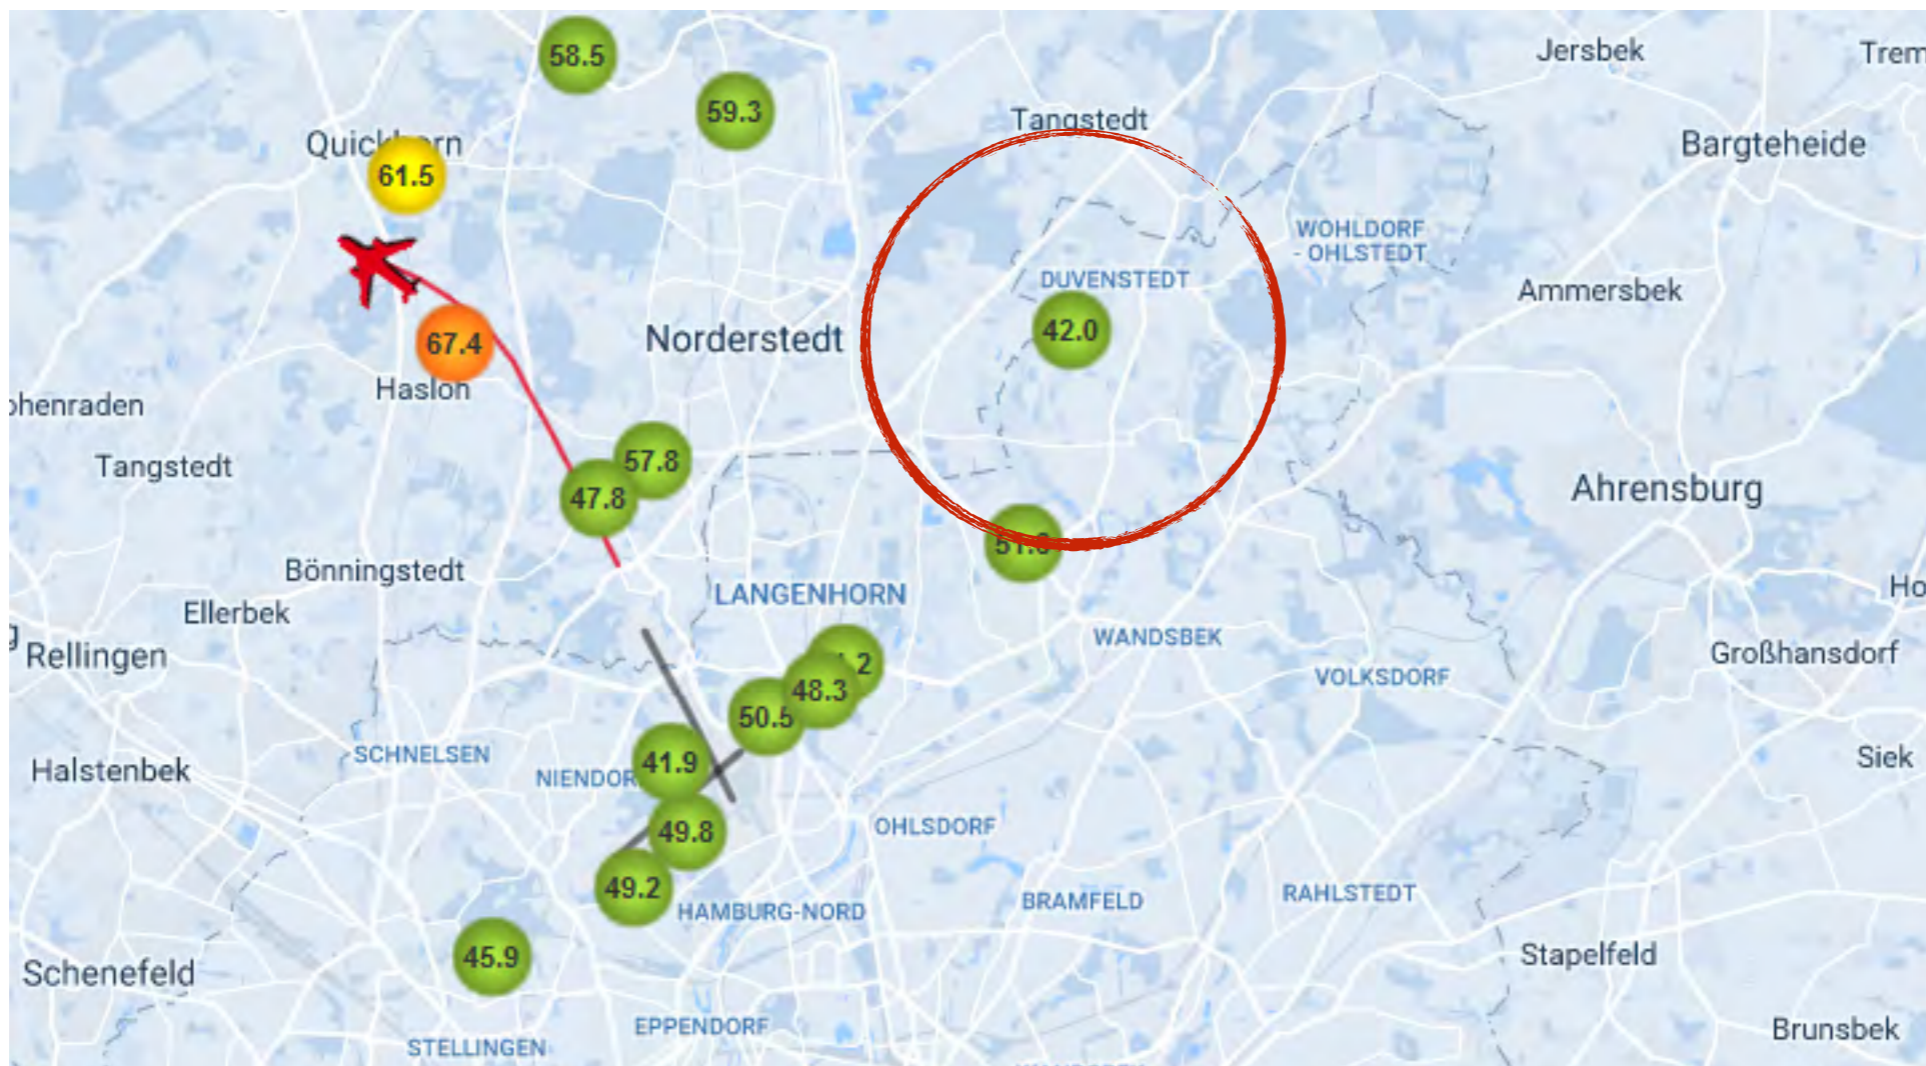 58.5
Jersbek
Trem
59.3
Tangstedt
Quickborn
Bargteheide
61.5
WOHLDORF
- OHLSTEDT
DUVENSTEDT
Ammersbek
42.0
Norderstedt
67.4
Haslon
ohenraden
57.8
Tangstedt
47.8
Ahrensburg
Bönningstedt
LANGENHORN
Ho
Ellerbek
WANDSBEK
Rellingen
Großhansdorf
48.3
VOLKSDORF
50.5
SCHNELSEN
41.9
NIENDOR
Halstenbek
Siek
49.8
OHLSDORF
49.2
RAHLSTEDT
BRAMFELD
HAMBURG-NORD
45.9
Stapelfeld
Schenefeld
EPPENDORF
Brunsbek
STELLINGEN